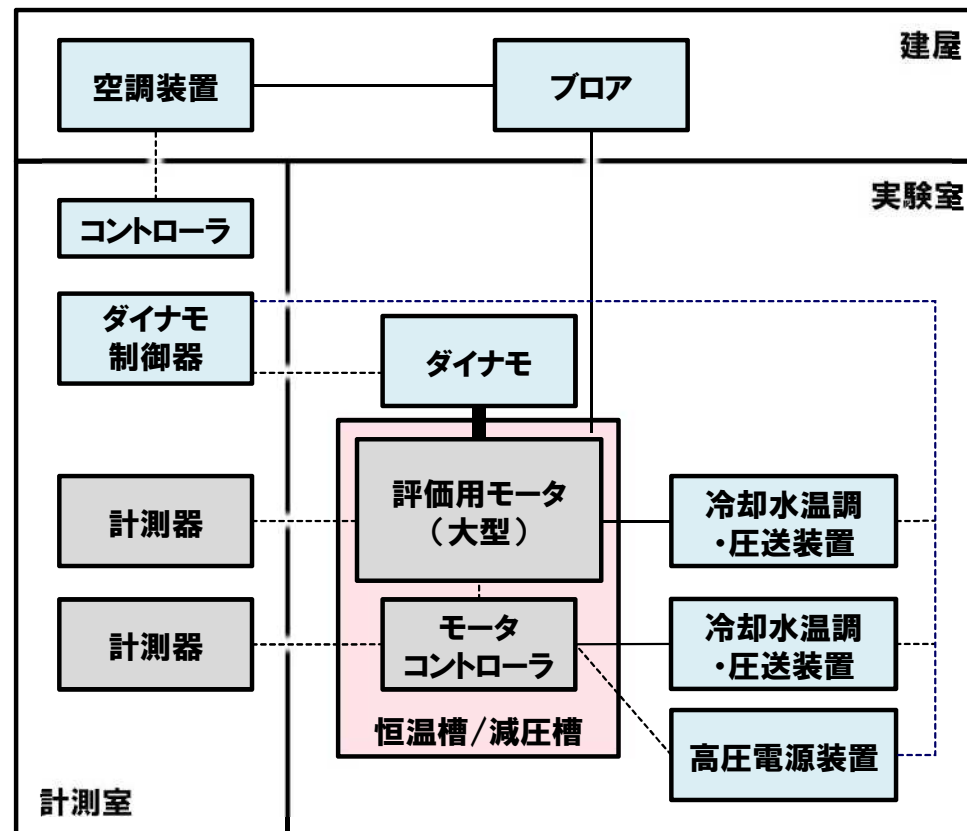 建屋
空調装置
ブロア
実験室
コントローラ
ダイナモ
制御器
ダイナモ
計測器
評価用モータ
（大型）
冷却水温調
・圧送装置
計測器
モータ
コントローラ
冷却水温調
・圧送装置
恒温槽/減圧槽
高圧電源装置
計測室